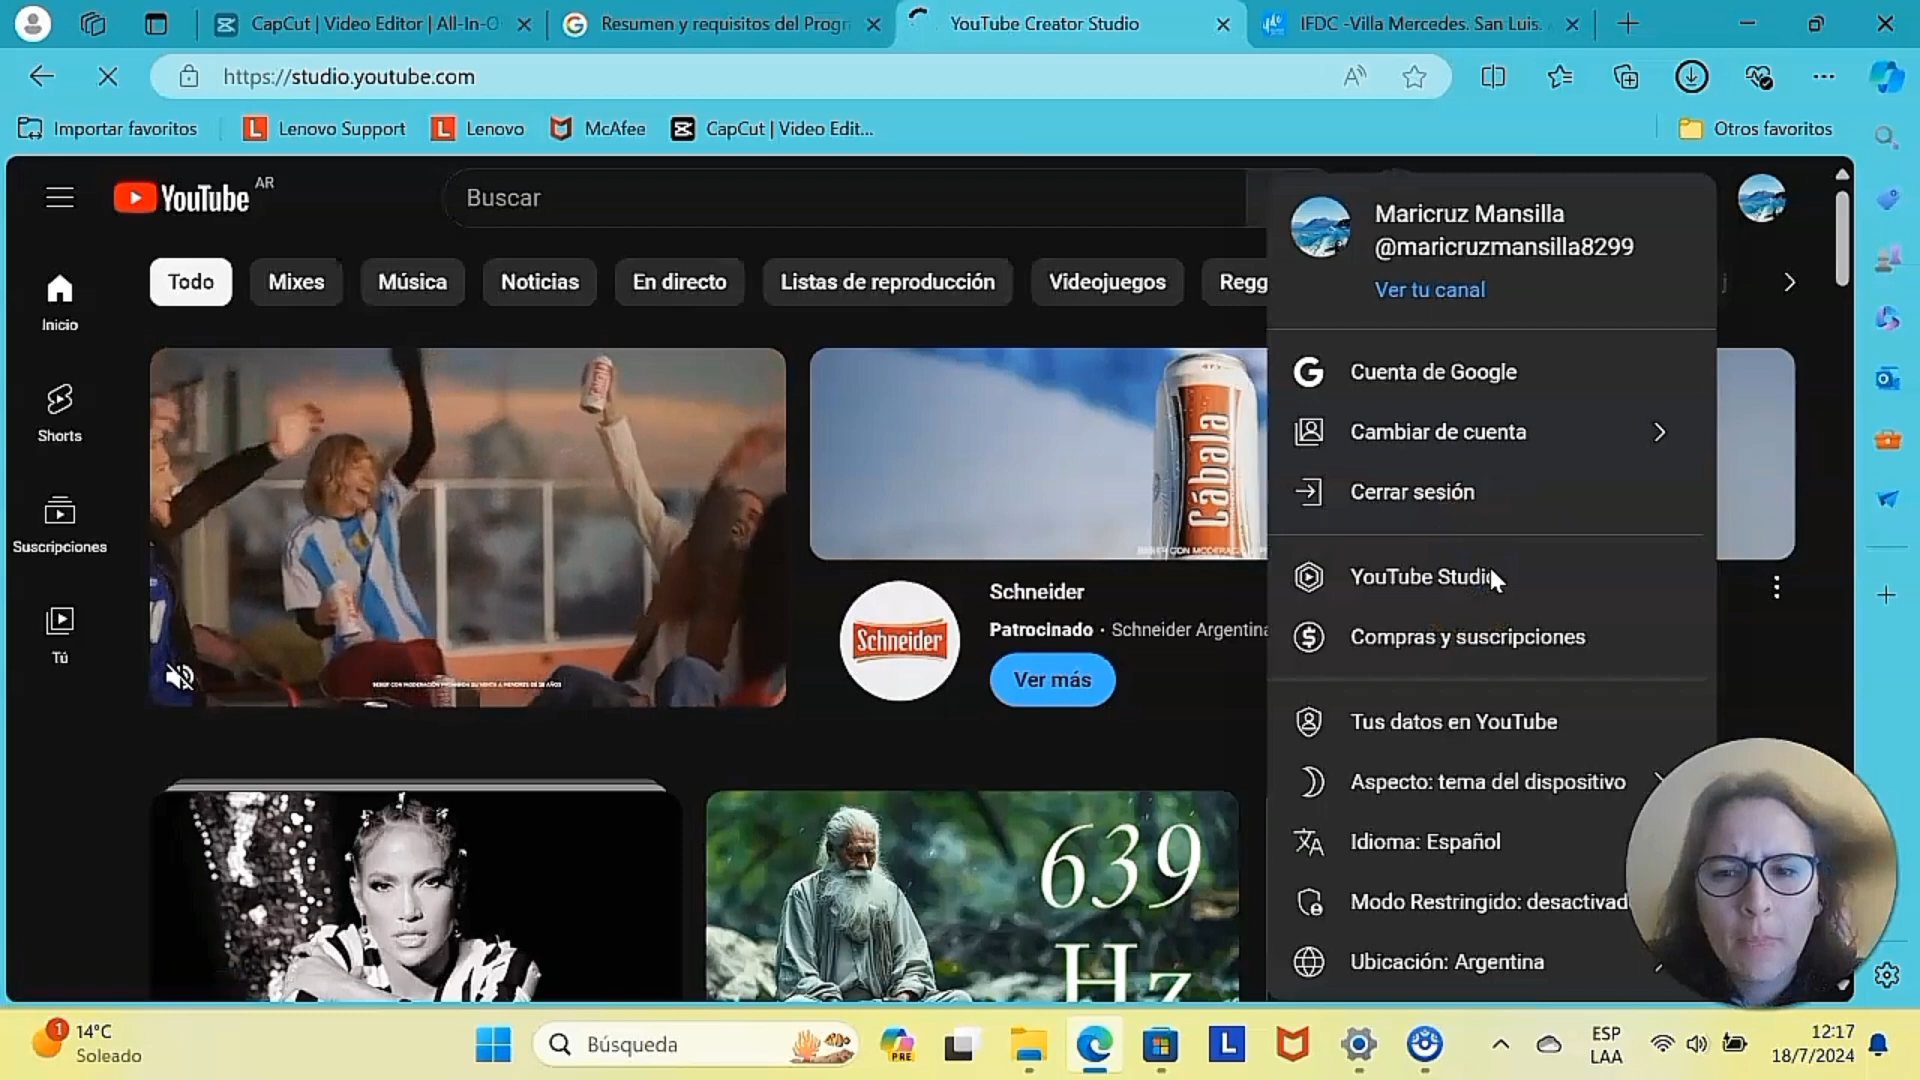 CapCut | Video Editor | All-In-O
Resumen y requisitos del Progr
YouTube Creator Studio
IFDC -Villa Mercedes. San Luis.
https://studio.youtube.com
Importar favoritos
Lenovo Support
Lenovo
McAfee
CapCut | Video Edit...
Otros favoritos
YouTube AR
Buscar
Maricruz Mansilla
@maricruzmansilla8299
Ver tu canal
Todo
Mixes
Música
Noticias
En directo
Listas de reproducción
Videojuegos
Regg
Inicio
Shorts
Suscripciones
Tú
Cábala
Schneider
Schneider
Patrocinado · Schneider Argentina
Ver más
639
Hz
Cuenta de Google
Cambiar de cuenta
Cerrar sesión
YouTube Studio
Compras y suscripciones
Tus datos en YouTube
Aspecto: tema del dispositivo
Idioma: Español
Modo Restringido: desactivad
Ubicación: Argentina
1
14°C
Soleado
Búsqueda
PRE
L
ESP
LAA
12:17
18/7/2024